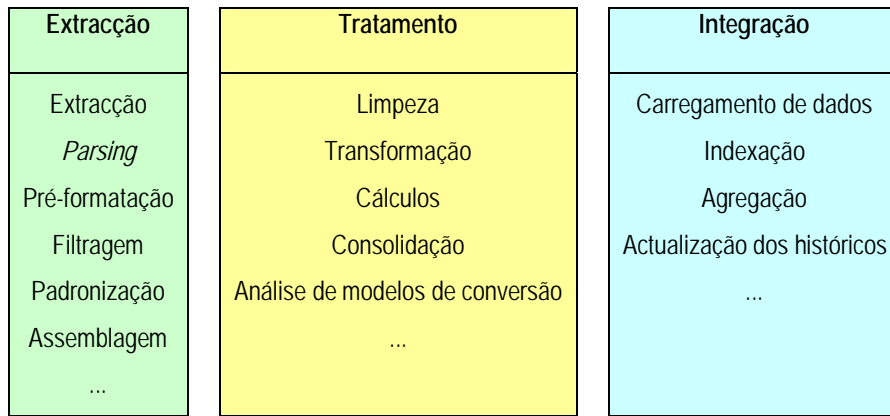 Extracção
Extracção
Parsing
Pré-formatação
Filtragem
Padronização
Assemblagem
...
Tratamento
Limpeza
Transformação
Cálculos
Consolidação
Análise de modelos de conversão
...
Integração
Carregamento de dados
Indexação
Agregação
Actualização dos históricos
...